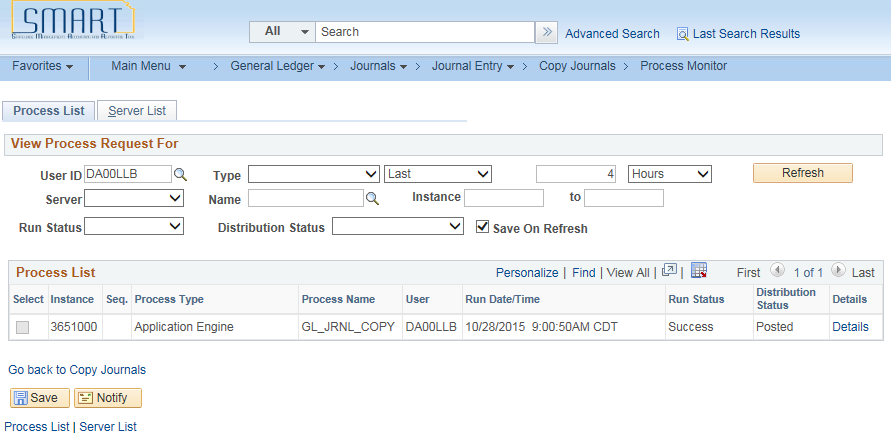 SMART
All Search Advanced Search Last Search Results
Favorites Main Menu > General Ledger > Journals > Journal Entry > Copy Journals > Process Monitor
Process List Server List
View Process Request For
User ID DA00LLB Type Last 4 Hours Refresh
Server Name Instance to
Run Status Distribution Status Save On Refresh
Process List Personalize | Find | View All | | First 1 of 1 Last
Select Instance Seq. Process Type Process Name User Run Date/Time Run Status Distribution Status Details
3651000 Application Engine GL_JRNL_COPY DA00LLB 10/28/2015 9:00:50AM CDT Success Posted Details
Go back to Copy Journals
Save Notify
Process List | Server List